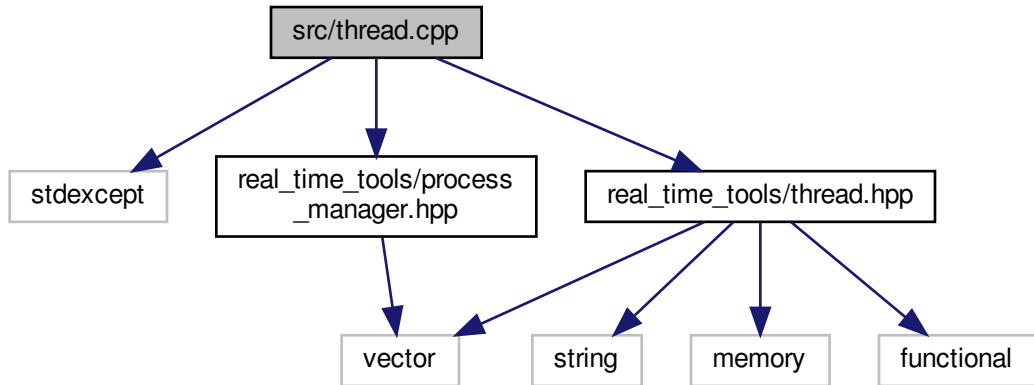 src/thread.cpp
stdexcept
real_time_tools/process
_manager.hpp
real_time_tools/thread.hpp
vector
string
memory
functional